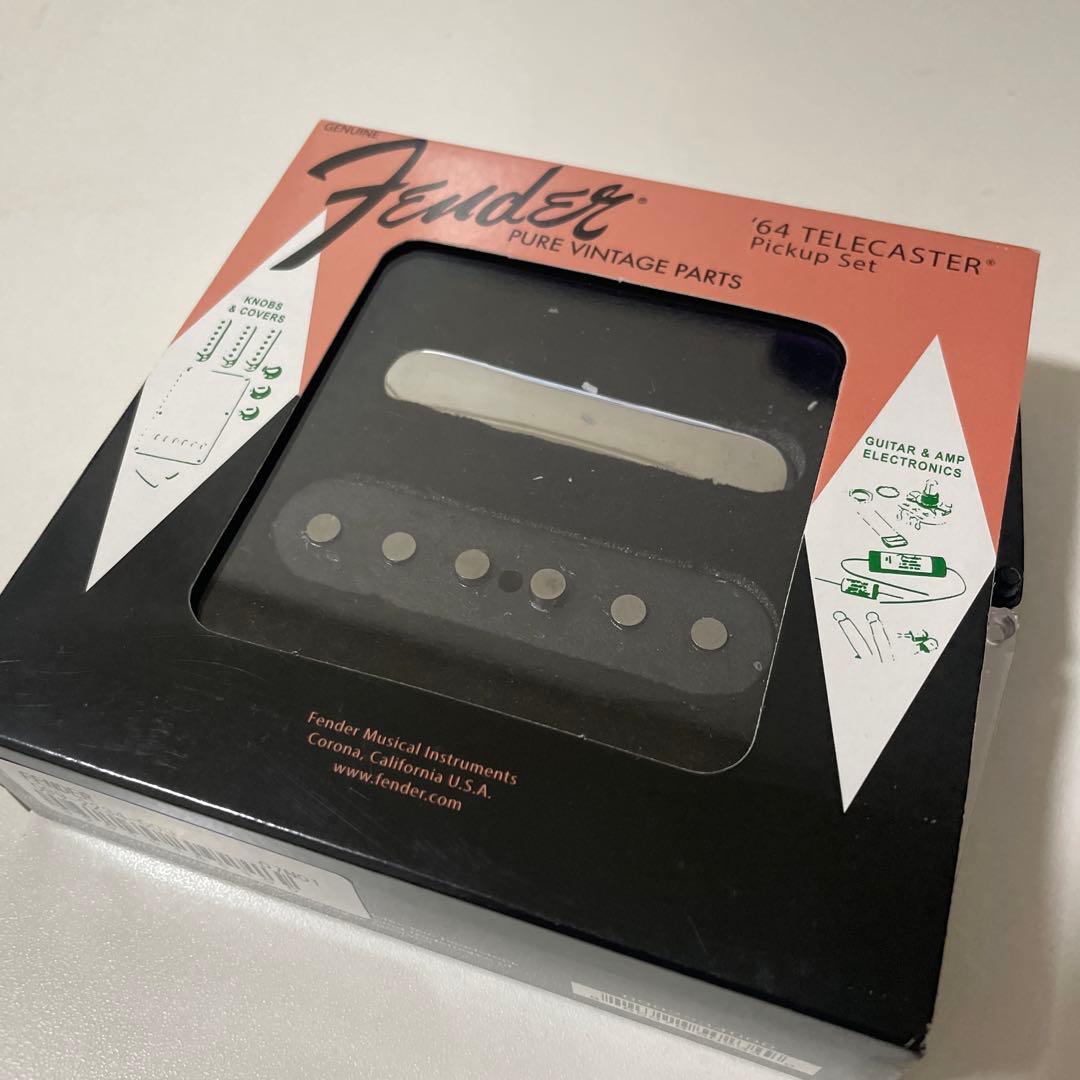 GENUINE
Fender®
PURE VINTAGE PARTS
'64 TELECASTER®
Pickup Set
KNOBS
& COVERS
GUITAR & AMP
ELECTRONICS
Fender Musical Instruments
Corona, California U.S.A.
www.fender.com
FENDER